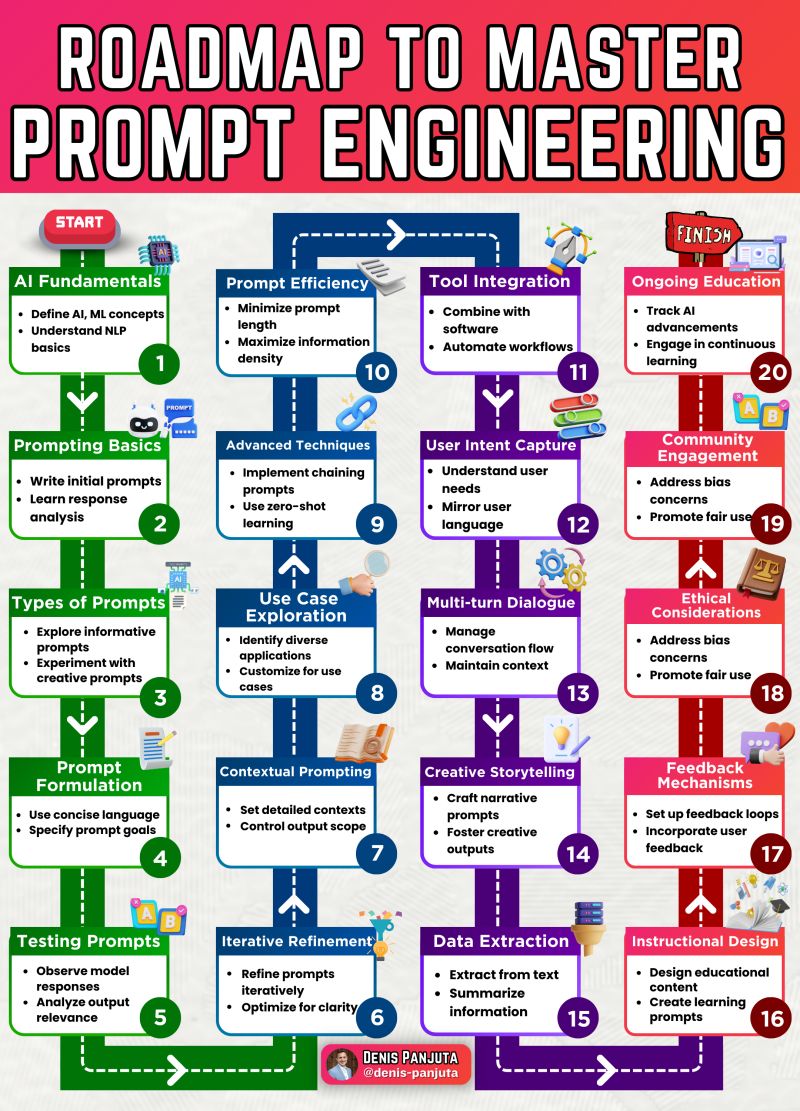 ROADMAP TO MASTER
PROMPT ENGINEERING
START
AI
AI Fundamentals
• Define AI, ML concepts
• Understand NLP
basics
1
PROMPT
Prompting Basics
• Write initial prompts
• Learn response
analysis
2
AI
Types of Prompts
• Explore informative
prompts
• Experiment with
creative prompts
3
Prompt
Formulation
• Use concise language
• Specify prompt goals
4
A B
Testing Prompts
• Observe model
responses
• Analyze output
relevance
5
Iterative Refinement
• Refine prompts
iteratively
• Optimize for clarity
6
Contextual Prompting
• Set detailed contexts
• Control output scope
7
Use Case
Exploration
• Identify diverse
applications
• Customize for use
cases
8
Advanced Techniques
• Implement chaining
prompts
• Use zero-shot
learning
9
Prompt Efficiency
• Minimize prompt
length
• Maximize information
density
10
Tool Integration
• Combine with
software
• Automate workflows
11
User Intent Capture
• Understand user
needs
• Mirror user
language
12
Multi-turn Dialogue
• Manage
conversation flow
• Maintain context
13
Creative Storytelling
• Craft narrative
prompts
• Foster creative
outputs
14
Data Extraction
• Extract from text
• Summarize
information
15
Instructional Design
• Design educational
content
• Create learning
prompts
16
Feedback
Mechanisms
• Set up feedback loops
• Incorporate user
feedback
17
Ethical
Considerations
• Address bias
concerns
• Promote fair use
18
A B
Community
Engagement
• Address bias
concerns
• Promote fair use
19
FINISH
Ongoing Education
• Track AI
advancements
• Engage in continuous
learning
20
DENIS PANJUTA
@denis-panjuta